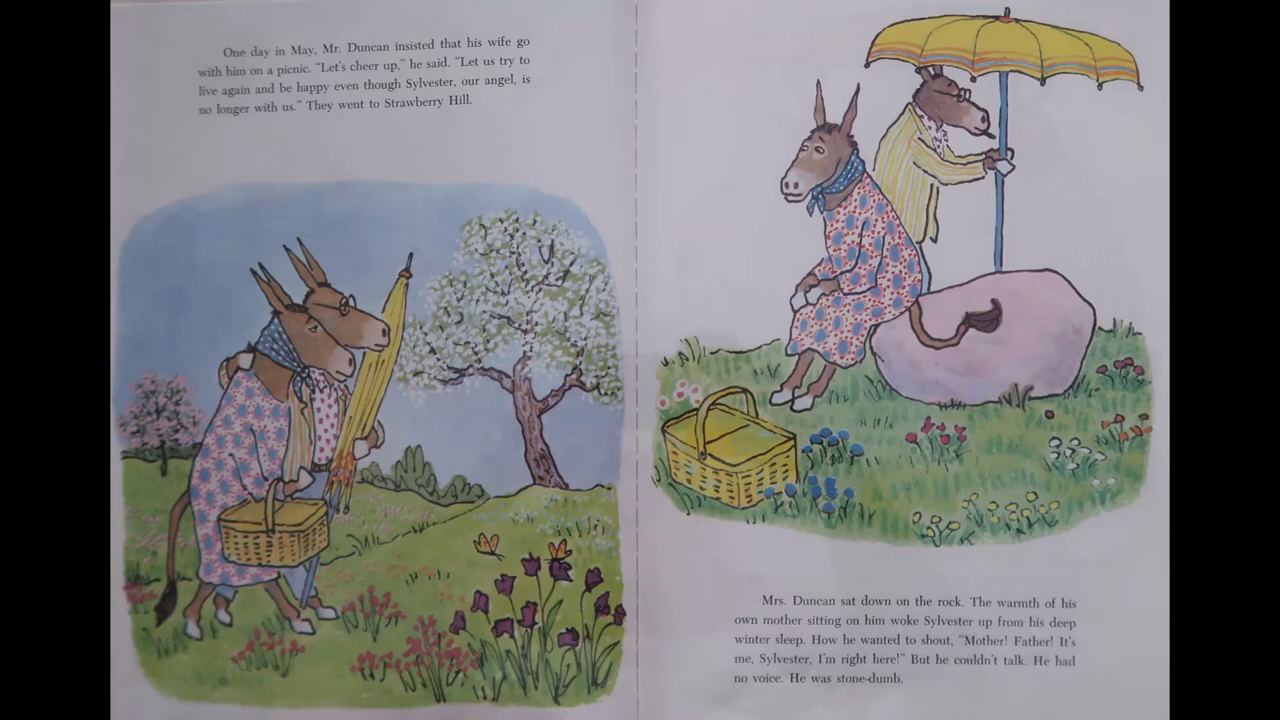 One day in May, Mr. Duncan insisted that his wife go
with him on a picnic. “Let’s cheer up,” he said. “Let us try to
live again and be happy even though Sylvester, our angel, is
no longer with us.” They went to Strawberry Hill.
Mrs. Duncan sat down on the rock. The warmth of his
own mother sitting on him woke Sylvester up from his deep
winter sleep. How he wanted to shout, “Mother! Father! It’s
me, Sylvester, I’m right here!” But he couldn’t talk. He had
no voice. He was stone-dumb.